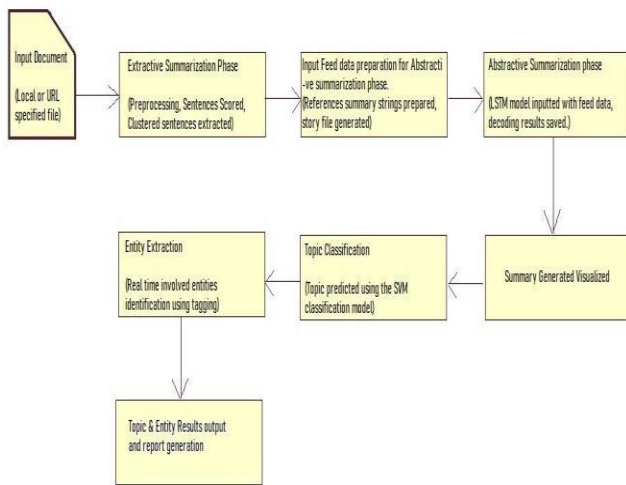 Input Document
(Local or URL
specified file)
Extractive Summarization Phase
(Preprocessing, Sentences Scored,
Clustered sentences extracted)
Input Feed data preparation for Abstracti
-ve summarization phase.
(References summary strings prepared,
story file generated)
Abstractive Summarization phase
(LSTM model inputted with feed data,
decoding results saved.)
Summary Generated Visualized
Topic Classification
(Topic predicted using the SVM
classification model)
Entity Extraction
(Real time involved entities
identification using tagging)
Topic & Entity Results output
and report generation